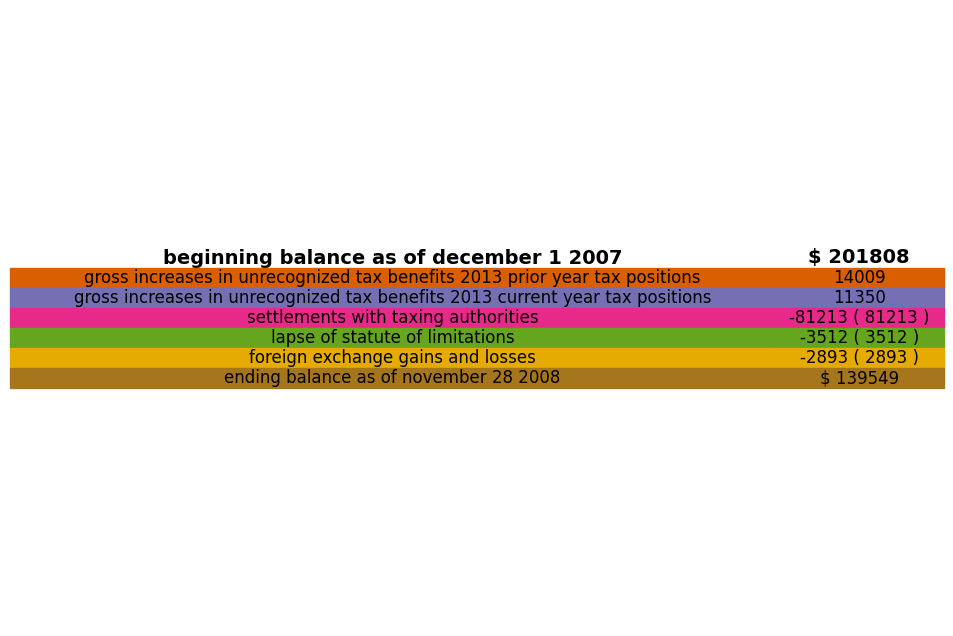 beginning balance as of december 1 2007 $ 201808
gross increases in unrecognized tax benefits 2013 prior year tax positions 14009
gross increases in unrecognized tax benefits 2013 current year tax positions 11350
settlements with taxing authorities -81213 ( 81213 )
lapse of statute of limitations -3512 ( 3512 )
foreign exchange gains and losses -2893 ( 2893 )
ending balance as of november 28 2008 $ 139549